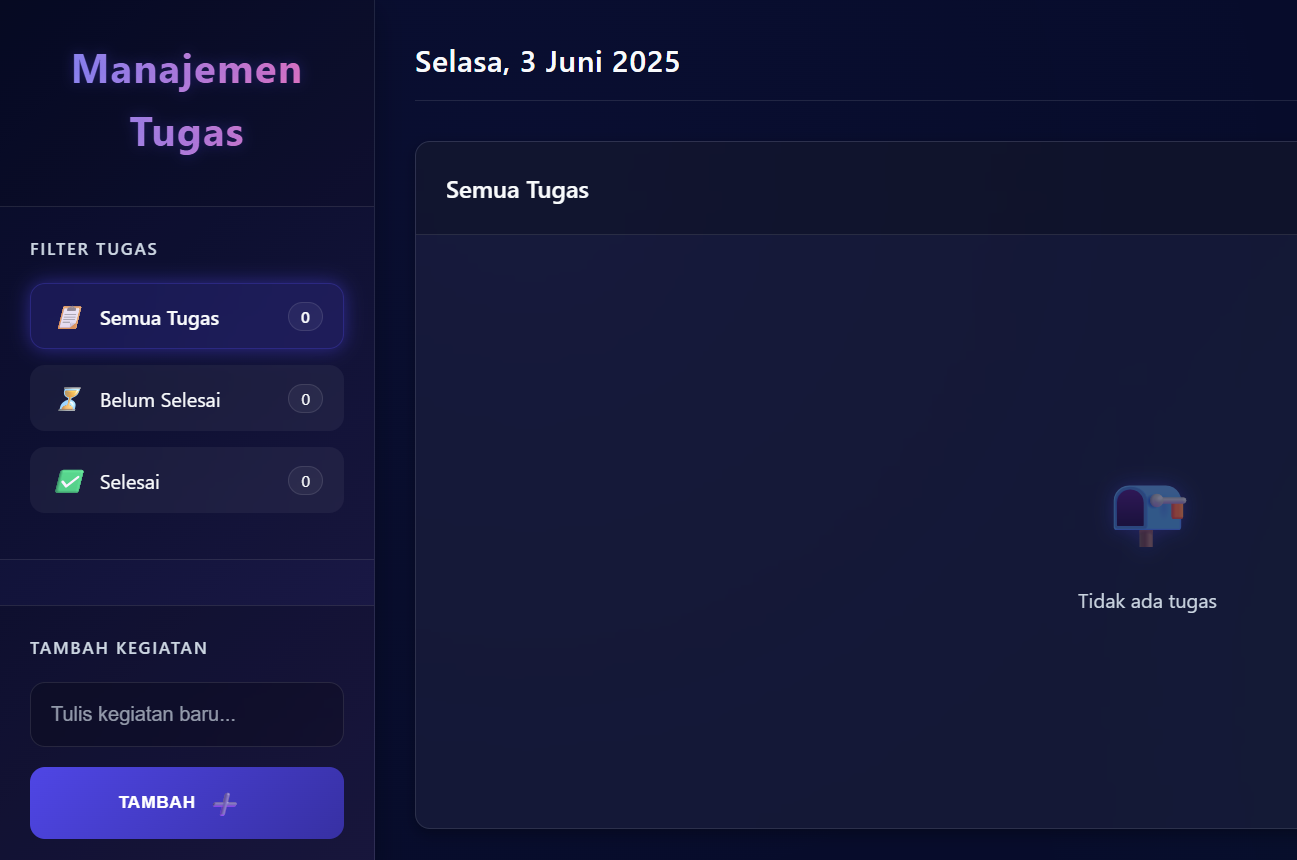 Manajemen
Tugas
FILTER TUGAS
Semua Tugas 0
Belum Selesai 0
Selesai 0
TAMBAH KEGIATAN
Tulis kegiatan baru...
TAMBAH
Selasa, 3 Juni 2025
Semua Tugas
Tidak ada tugas